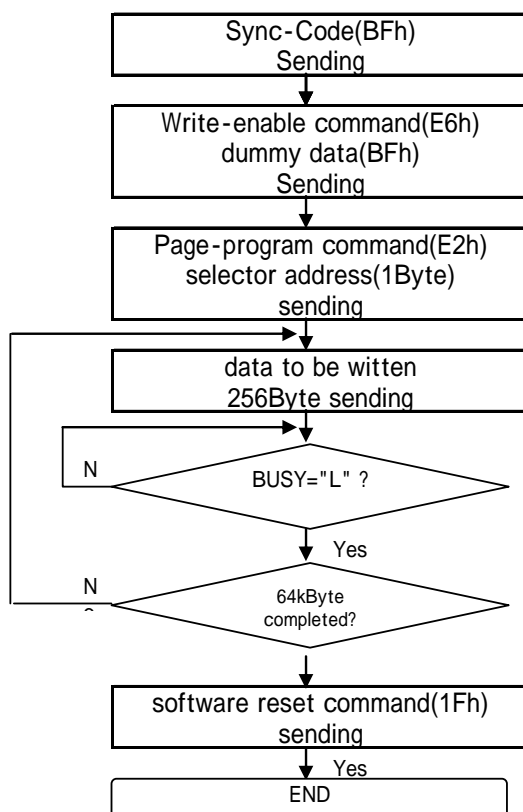 Sync-Code(BFh)
Sending
Write-enable command(E6h)
dummy data(BFh)
Sending
Page-program command(E2h)
selector address(1Byte)
sending
data to be witten
256Byte sending
N
BUSY="L" ?
Yes
N
64kByte
completed?
software reset command(1Fh)
sending
Yes
END